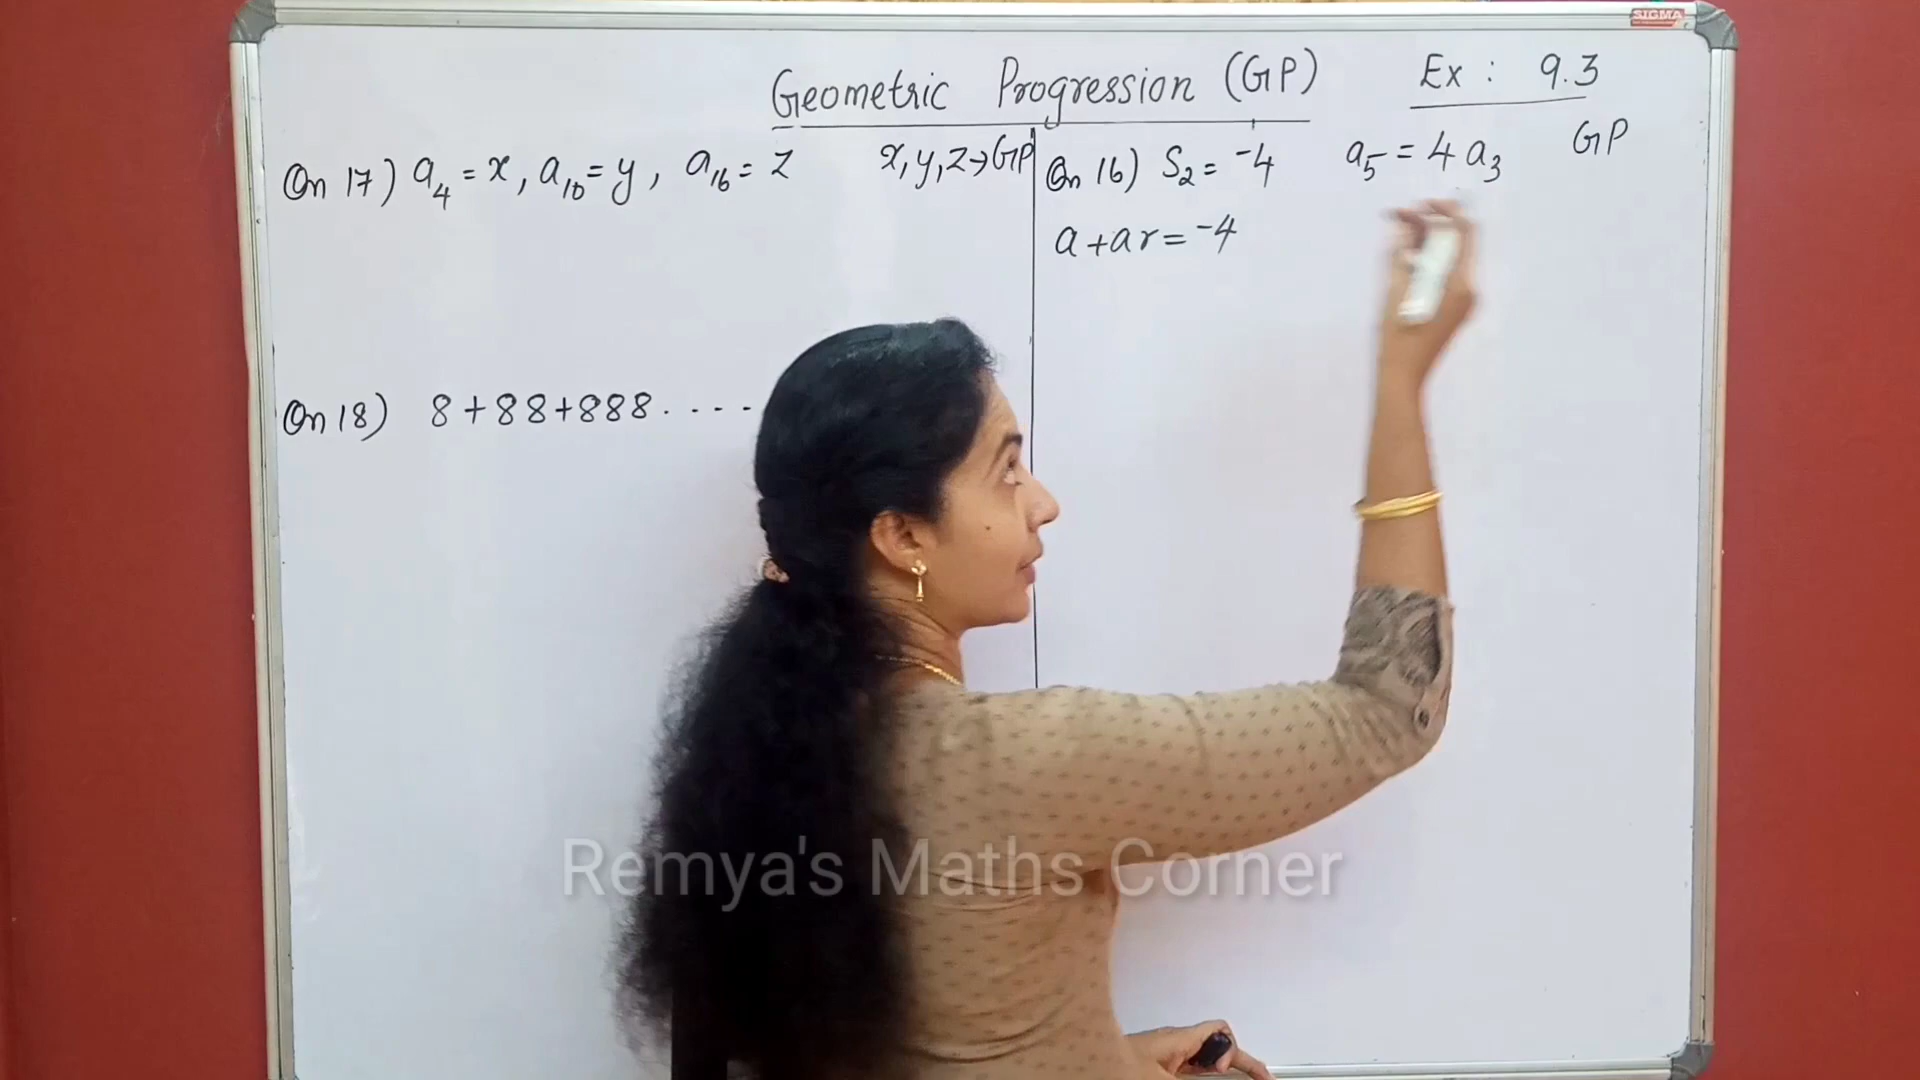 SIGMA
Geometric Progression (GP)
Ex : 9.3
Qn 17) a₄ = x, a₁₀ = y, a₁₆ = z x, y, z → GP
Qn 16) S₂ = -4 a₅ = 4 a₃ GP
a + ar = -4
Qn 18) 8+88+888.....
Remya's Maths Corner